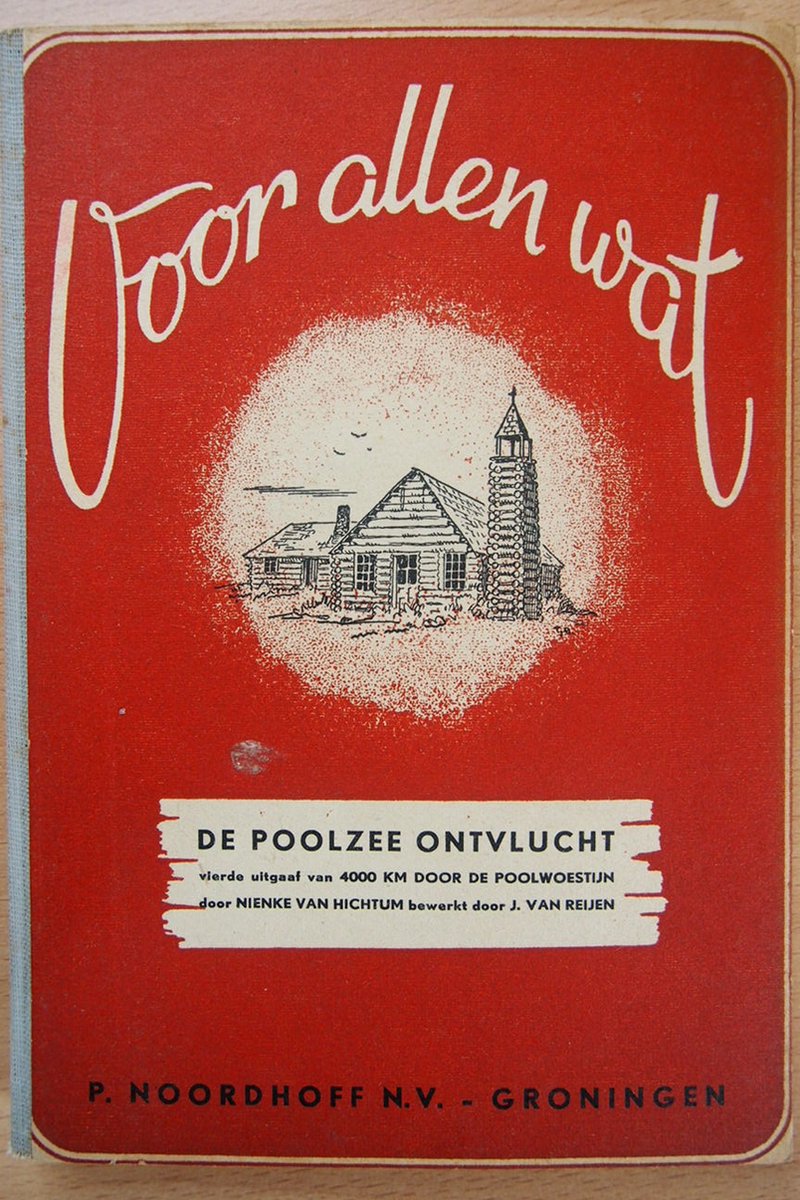 Voor allen wat
DE POOLZEE ONTVLUCHT
vierde uitgaaf van 4000 KM DOOR DE POOLWOESTIJN
door NIENKE VAN HICHTUM bewerkt door J. VAN REIJEN
P. NOORDHOFF N.V. - GRONINGEN